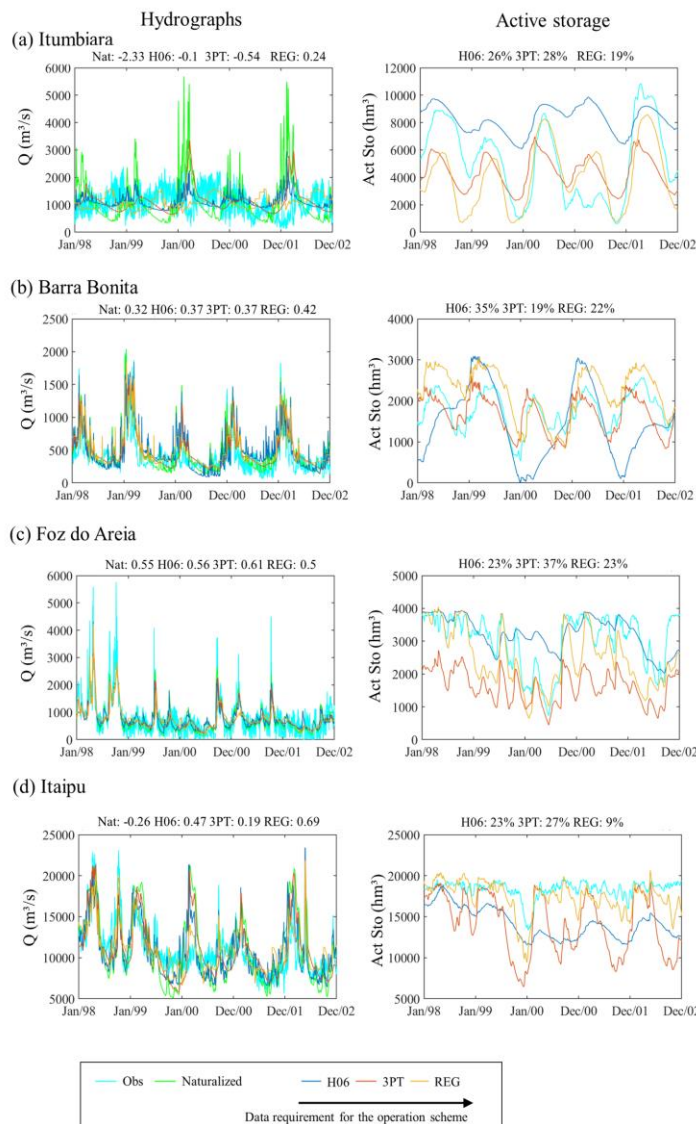 Hydrographs Active storage
(a) Itumbiara
Nat: -2.33 H06: -0.1 3PT: -0.54 REG: 0.24
H06: 26% 3PT: 28% REG: 19%
6000
5000
4000
3000
2000
1000
0
Q (m³/s)
Jan/98 Jan/99 Jan/00 Dec/00 Dec/01 Dec/02
12000
10000
8000
6000
4000
2000
0
Act Sto (hm³)
Jan/98 Jan/99 Jan/00 Dec/00 Dec/01 Dec/02
(b) Barra Bonita
Nat: 0.32 H06: 0.37 3PT: 0.37 REG: 0.42
H06: 35% 3PT: 19% REG: 22%
2500
2000
1500
1000
500
0
Q (m³/s)
Jan/98 Jan/99 Jan/00 Dec/00 Dec/01 Dec/02
4000
3000
2000
1000
0
Act Sto (hm³)
Jan/98 Jan/99 Jan/00 Dec/00 Dec/01 Dec/02
(c) Foz do Areia
Nat: 0.55 H06: 0.56 3PT: 0.61 REG: 0.5
H06: 23% 3PT: 37% REG: 23%
6000
5000
4000
3000
2000
1000
0
Q (m³/s)
Jan/98 Jan/99 Jan/00 Dec/00 Dec/01 Dec/02
5000
4000
3000
2000
1000
0
Act Sto (hm³)
Jan/98 Jan/99 Jan/00 Dec/00 Dec/01 Dec/02
(d) Itaipu
Nat: -0.26 H06: 0.47 3PT: 0.19 REG: 0.69
H06: 23% 3PT: 27% REG: 9%
25000
20000
15000
10000
5000
Q (m³/s)
Jan/98 Jan/99 Jan/00 Dec/00 Dec/01 Dec/02
25000
20000
15000
10000
5000
Act Sto (hm³)
Jan/98 Jan/99 Jan/00 Dec/00 Dec/01 Dec/02
Obs Naturalized H06 3PT REG
Data requirement for the operation scheme